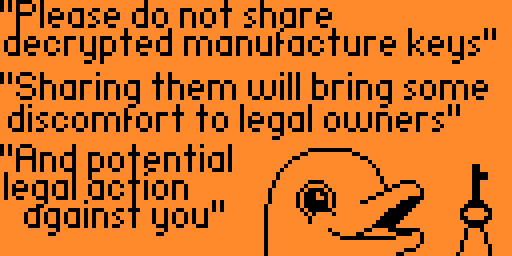 "Please do not share
decrypted manufacture keys"
"Sharing them will bring some
discomfort to legal owners"
"And potential
legal action
against you"